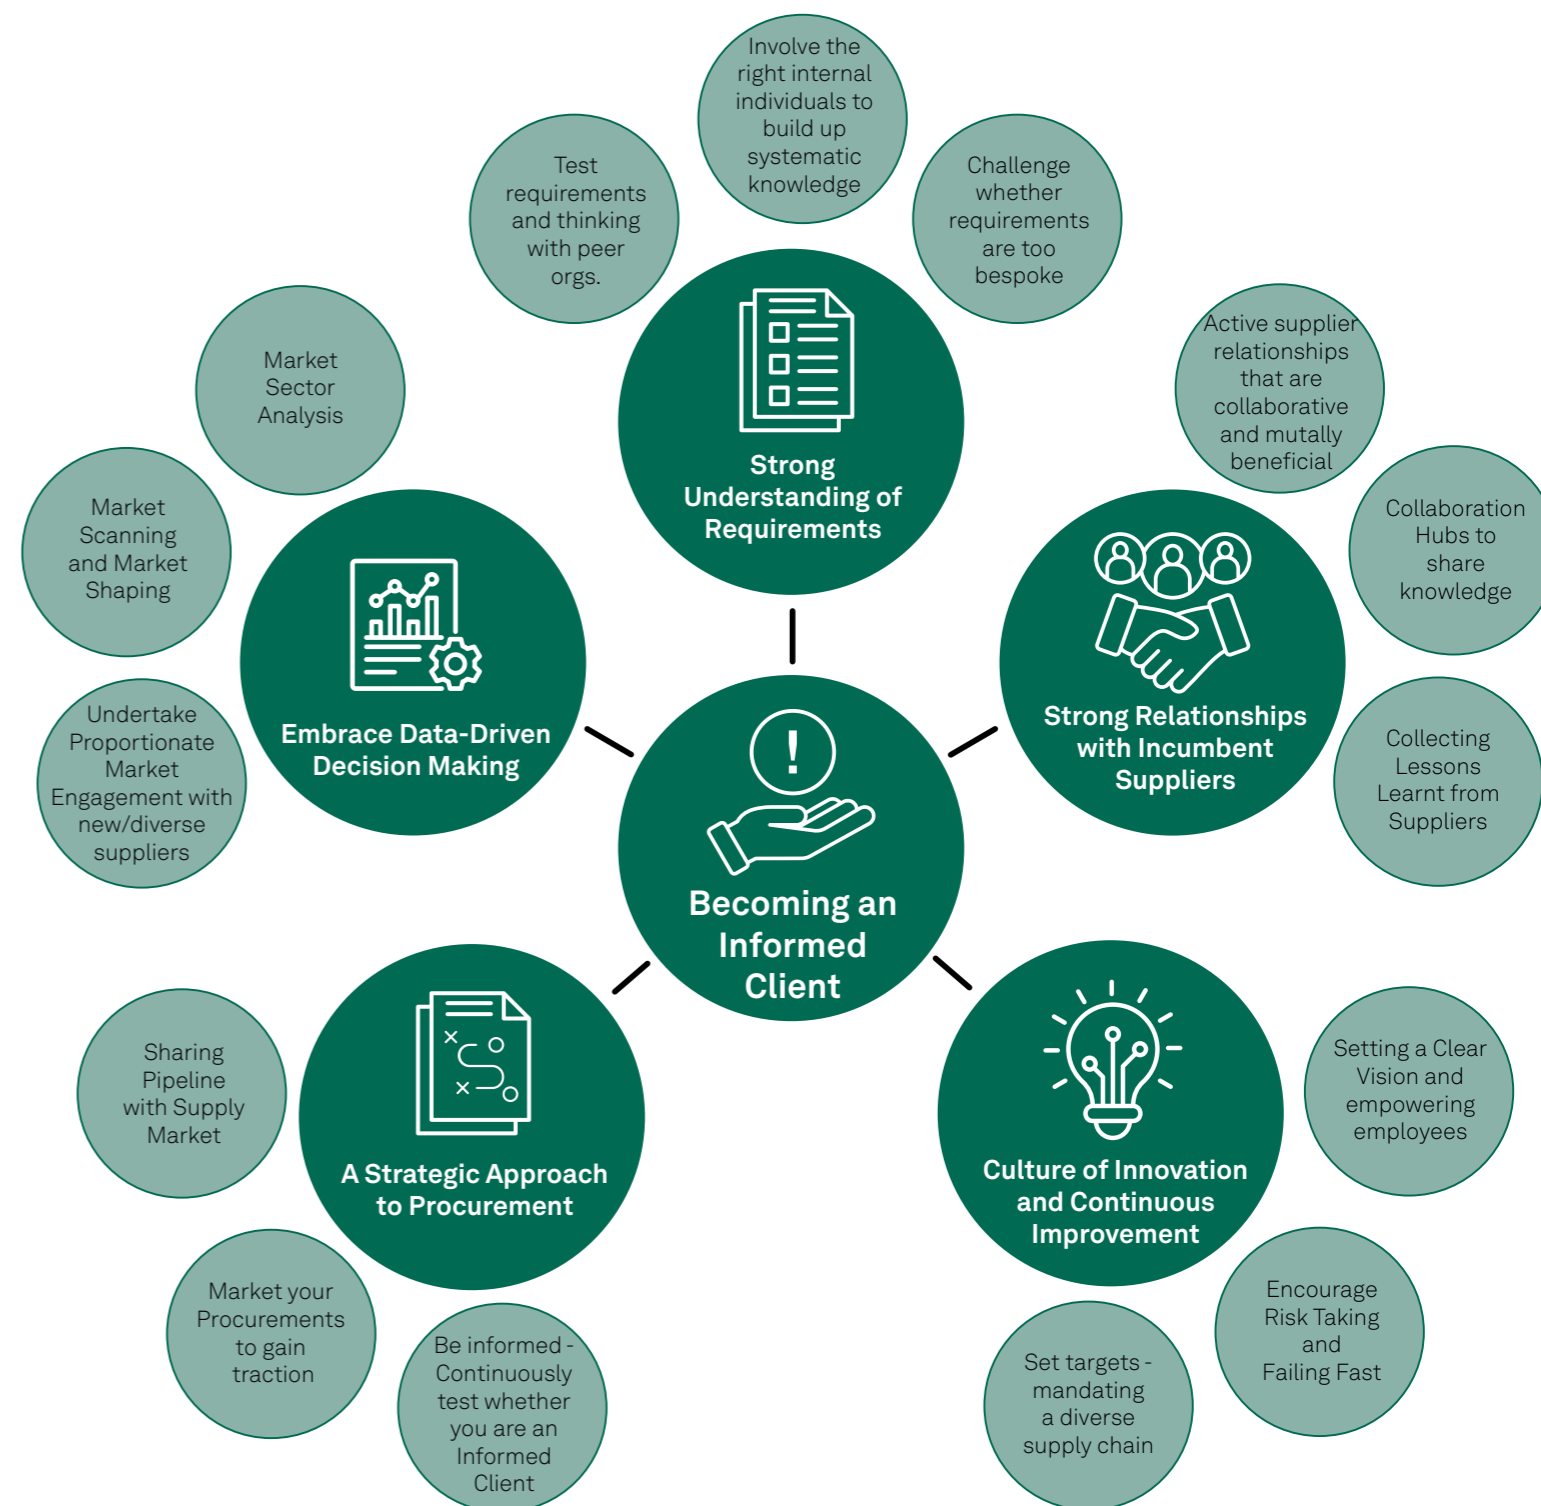 Involve the
right internal
individuals to
build up
systematic
knowledge
Test
requirements
and thinking
with peer
orgs.
Challenge
whether
requirements
are too
bespoke
Strong
Understanding of
Requirements
Active supplier
relationships
that are
collaborative
and mutally
beneficial
Collaboration
Hubs to
share
knowledge
Collecting
Lessons
Learnt from
Suppliers
Strong Relationships
with Incumbent
Suppliers
Market
Sector
Analysis
Market
Scanning
and Market
Shaping
Undertake
Proportionate
Market
Engagement with
new/diverse
suppliers
Embrace Data-Driven
Decision Making
!
Becoming an
Informed
Client
Sharing
Pipeline
with Supply
Market
Market your
Procurements
to gain
traction
Be informed -
Continuously
test whether
you are an
Informed
Client
A Strategic Approach
to Procurement
Culture of Innovation
and Continuous
Improvement
Setting a Clear
Vision and
empowering
employees
Encourage
Risk Taking
and
Failing Fast
Set targets -
mandating
a diverse
supply chain